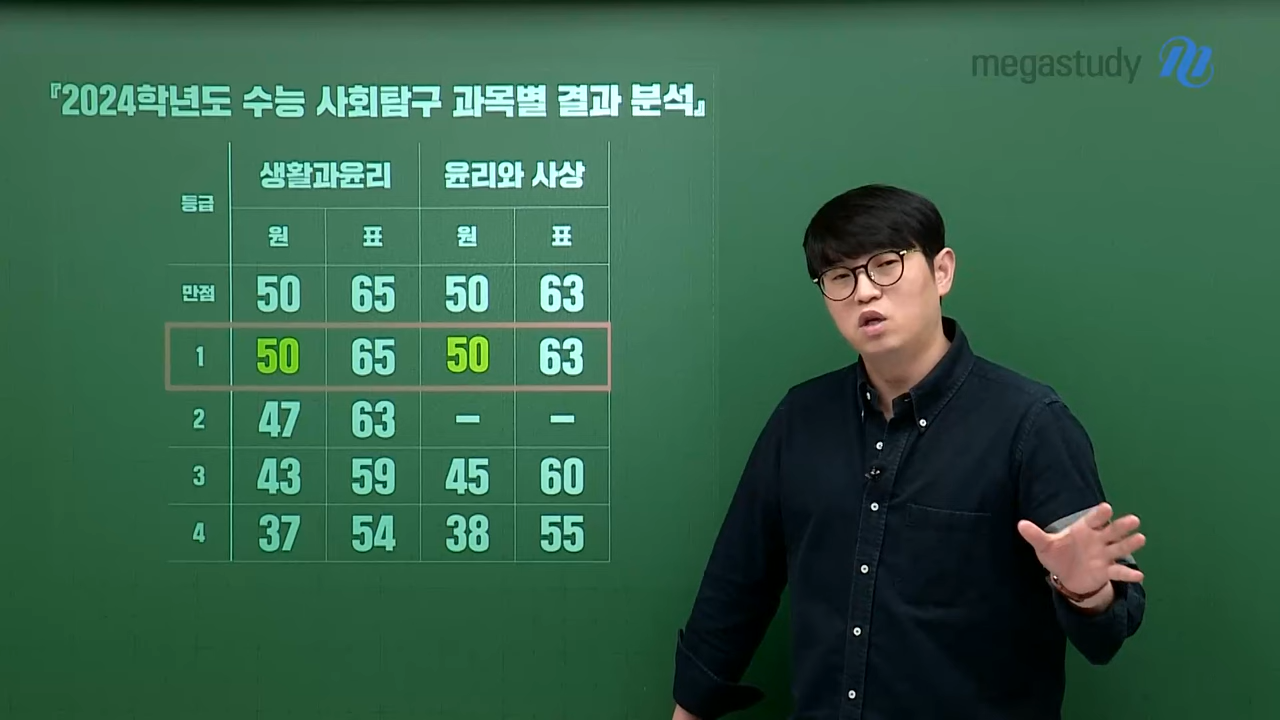 megastudy
『2024학년도 수능 사회탐구 과목별 결과 분석』
등급 생활과윤리 윤리와 사상
원 표 원 표
만점 50 65 50 63
1 50 65 50 63
2 47 63 – –
3 43 59 45 60
4 37 54 38 55